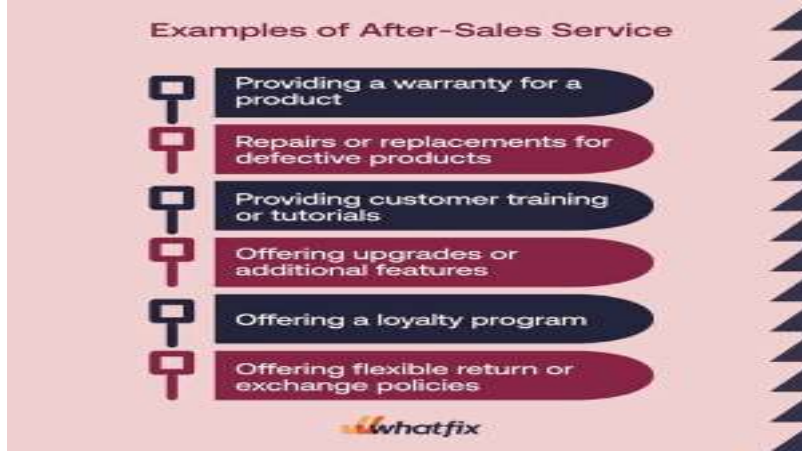 Examples of After-Sales Service
Providing a warranty for a
product
Repairs or replacements for
defective products
Providing customer training
or tutorials
Offering upgrades or
additional features
Offering a loyalty program
Offering flexible return or
exchange policies
whatfix